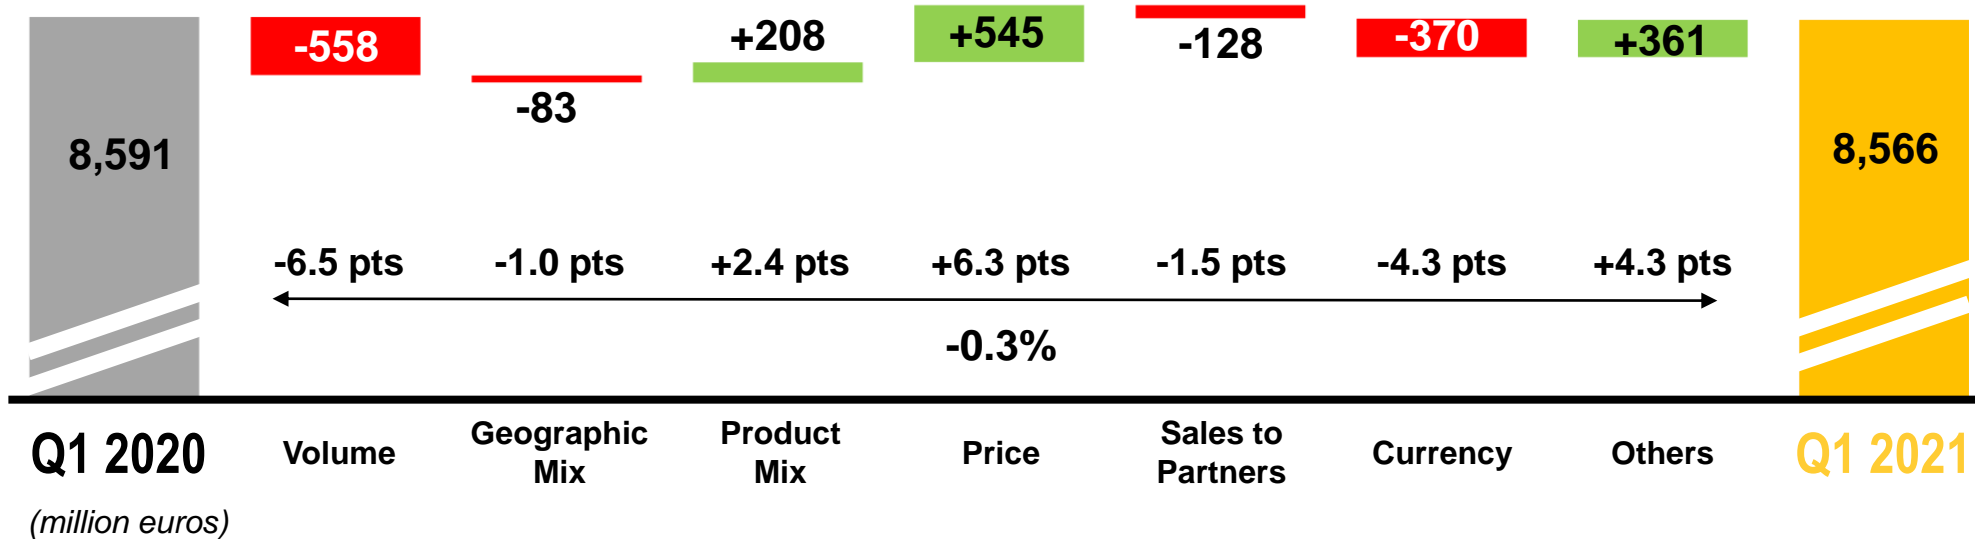 -558
+208
+545
-128
-370
+361
-83
8,591
8,566
-6.5 pts
-1.0 pts
+2.4 pts
+6.3 pts
-1.5 pts
-4.3 pts
+4.3 pts
-0.3%
Q1 2020
Volume
Geographic
Mix
Product
Mix
Price
Sales to
Partners
Currency
Others
Q1 2021
(million euros)